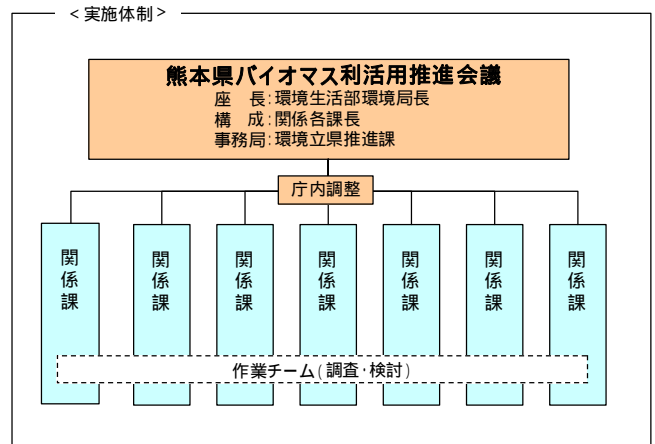 <実施体制>
熊本県バイオマス利活用推進会議
座　長:環境生活部環境局長
構　成:関係各課長
事務局:環境立県推進課
庁内調整
関係課
関係課
関係課
関係課
関係課
関係課
関係課
作業チーム(調査・検討)